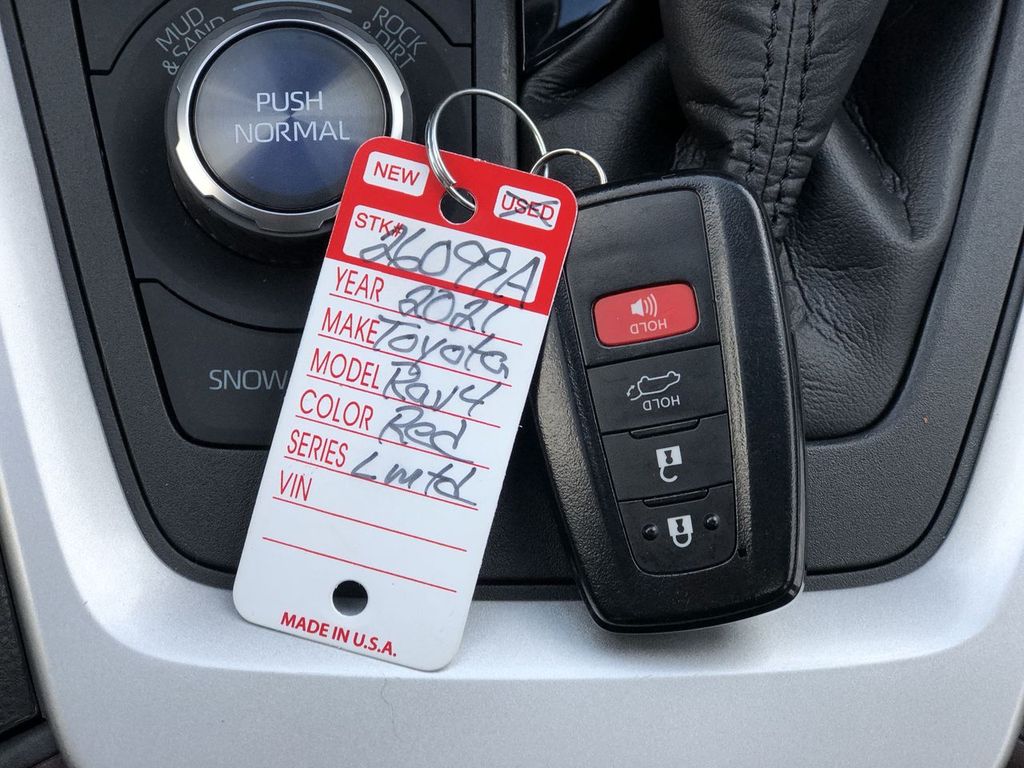 MUD
& SAND
ROCK
& DIRT
PUSH
NORMAL
SNOW
NEW
USED
STK# 26099A
YEAR 2021
MAKE Toyota
MODEL Rav4
COLOR Red
SERIES Lmtd
VIN
MADE IN U.S.A.
HOLD
HOLD